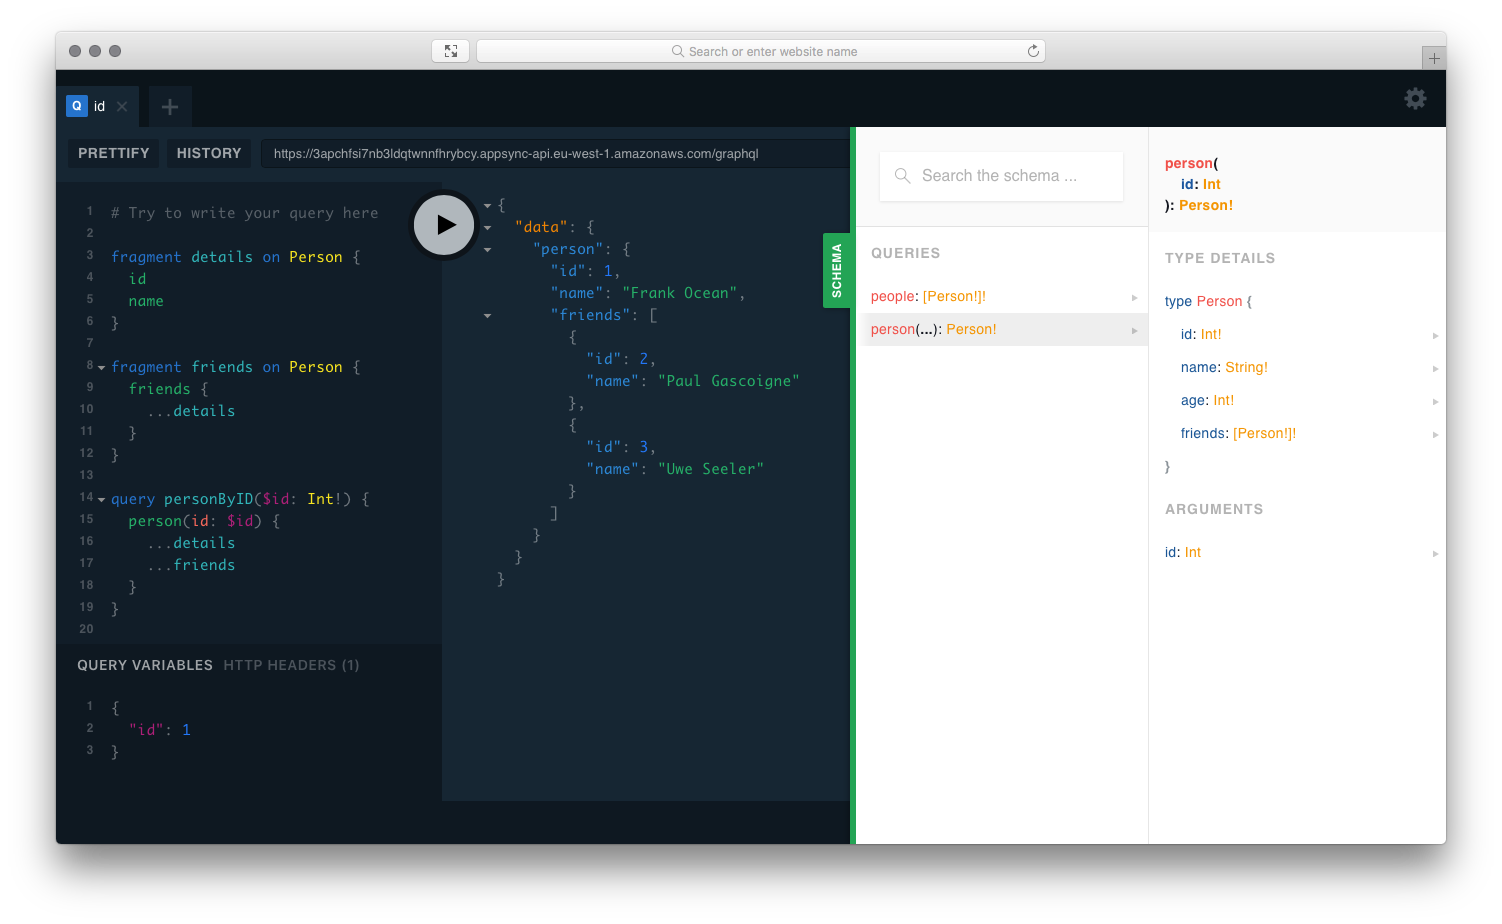 Search or enter website name
Q id
PRETTIFY HISTORY https://3apchfsi7nb3ldqtwnnfhrybcy.appsync-api.eu-west-1.amazonaws.com/graphql
1 # Try to write your query here
2
3 fragment details on Person {
4 id
5 name
6 }
7
8 fragment friends on Person {
9 friends {
10 ...details
11 }
12 }
13
14 query personByID($id: Int!) {
15 person(id: $id) {
16 ...details
17 ...friends
18 }
19 }
20
QUERY VARIABLES HTTP HEADERS (1)
1 {
2 "id": 1
3 }
{
"data": {
"person": {
"id": 1,
"name": "Frank Ocean",
"friends": [
{
"id": 2,
"name": "Paul Gascoigne"
},
{
"id": 3,
"name": "Uwe Seeler"
}
]
}
}
}
SCHEMA
Search the schema ...
QUERIES
people: [Person!]!
person(...): Person!
person(
id: Int
): Person!
TYPE DETAILS
type Person {
id: Int!
name: String!
age: Int!
friends: [Person!]!
}
ARGUMENTS
id: Int